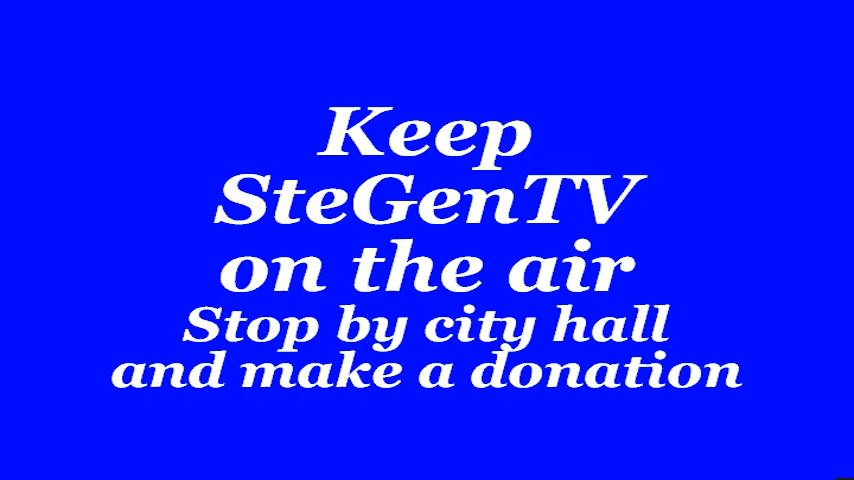 Keep
SteGenTV
on the air
Stop by city hall
and make a donation